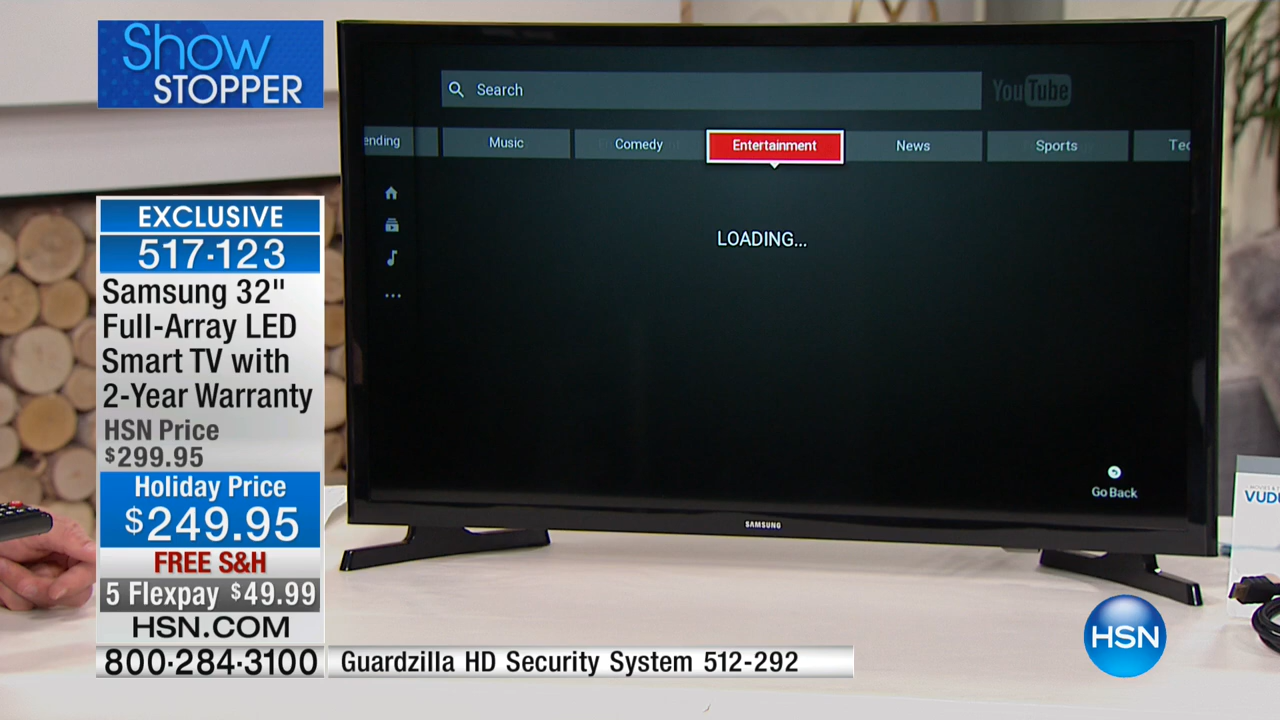 Show
STOPPER
EXCLUSIVE
517-123
Samsung 32"
Full-Array LED
Smart TV with
2-Year Warranty
HSN Price
$299.95
Holiday Price
$249.95
FREE S&H
5 Flexpay $49.99
HSN.COM
800-284-3100
Guardzilla HD Security System 512-292
Search
YouTube
ending
Music
Comedy
Entertainment
News
Sports
Tec
LOADING...
Go Back
SAMSUNG
VUDU
HSN